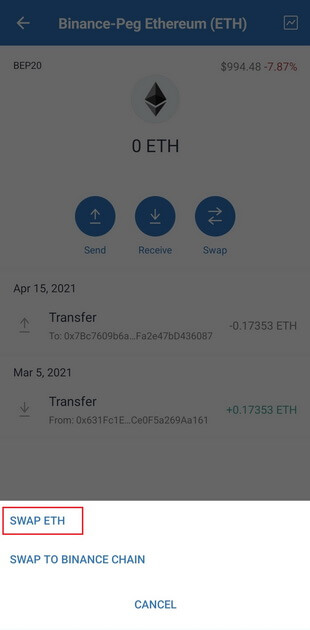 Binance-Peg Ethereum (ETH)
BEP20
$994.48 -7.87%
0 ETH
Send
Receive
Swap
Apr 15, 2021
Transfer
-0.17353 ETH
To: 0x7Bc7609b6a...Fa2e47bD436087
Mar 5, 2021
Transfer
+0.17353 ETH
From: 0x631Fc1E...Ce0F5a269Aa161
SWAP ETH
SWAP TO BINANCE CHAIN
CANCEL